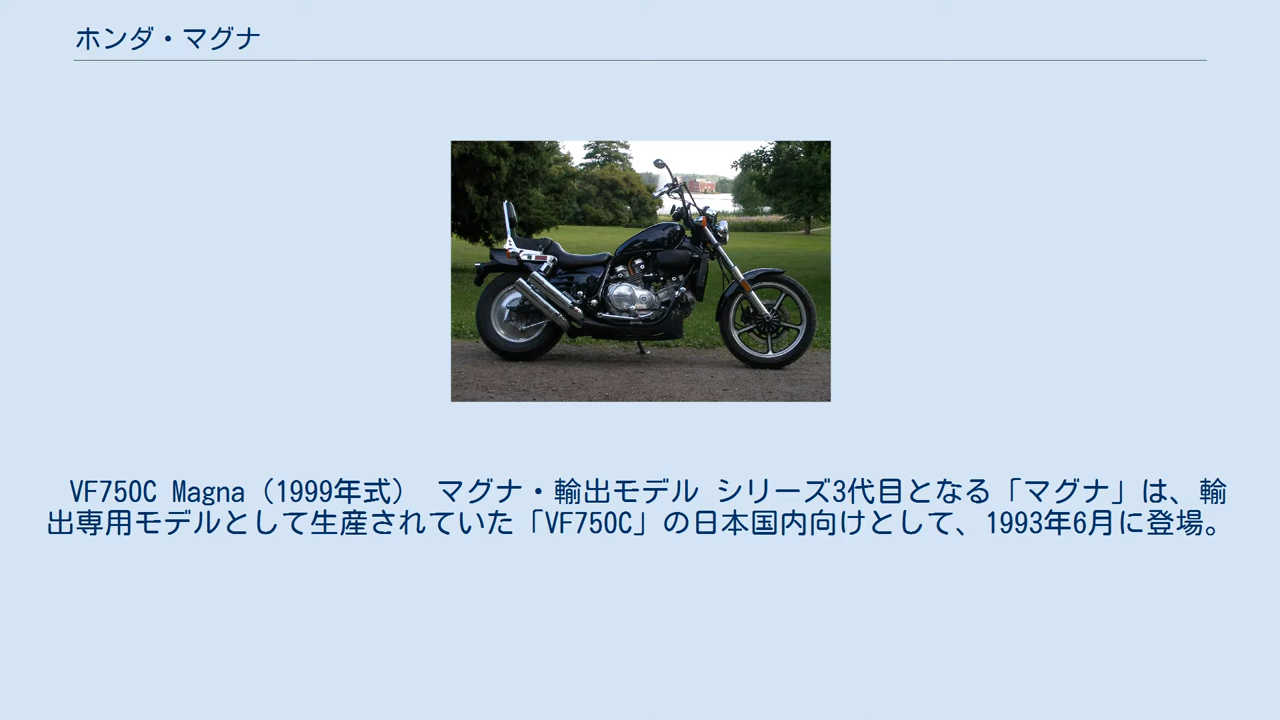 ホンダ・マグナ
VF750C Magna（1999年式） マグナ・輸出モデル シリーズ3代目となる「マグナ」は、輸
出専用モデルとして生産されていた「VF750C」の日本国内向けとして、1993年6月に登場。